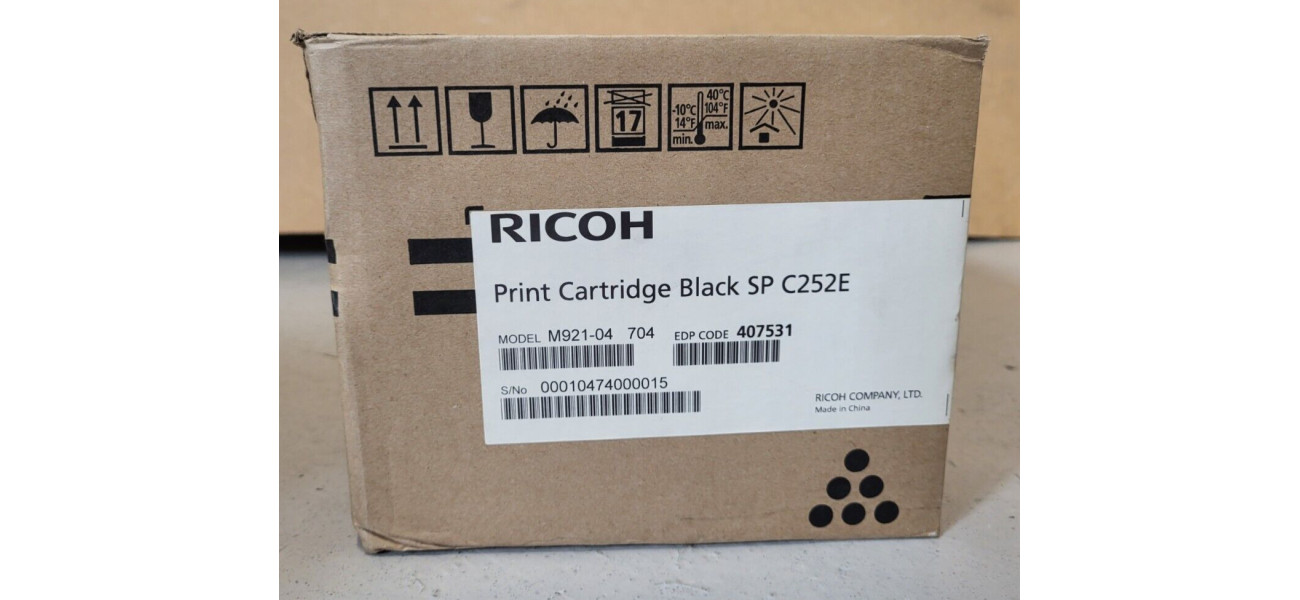 17
-10°C
14°F
min.
40°C
104°F
max.
RICOH
Print Cartridge Black SP C252E
MODEL M921-04 704 EDP CODE 407531
S/No 00010474000015
RICOH COMPANY, LTD.
Made in China